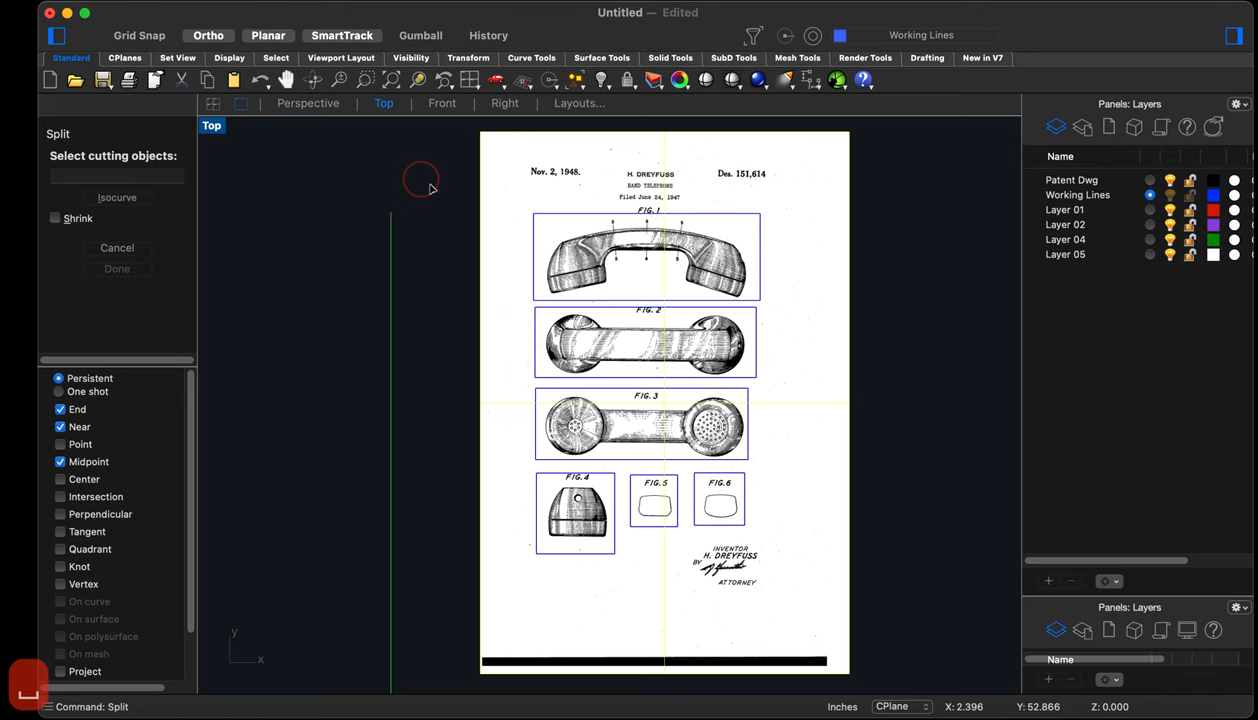 Untitled — Edited
Grid Snap
Ortho
Planar
SmartTrack
Gumball
History
Working Lines
Standard
CPlanes
Set View
Display
Select
Viewport Layout
Visibility
Transform
Curve Tools
Surface Tools
Solid Tools
SubD Tools
Mesh Tools
Render Tools
Drafting
New in V7
Perspective
Top
Front
Right
Layouts...
Panels: Layers
Top
Split
Select cutting objects:
Isocurve
Shrink
Cancel
Done
Persistent
One shot
End
Near
Point
Midpoint
Center
Intersection
Perpendicular
Tangent
Quadrant
Knot
Vertex
On curve
On surface
On polysurface
On mesh
Project
Nov. 2, 1948.
H. DREYFUSS
Des. 151,614
HAND TELEPHONE
Filed June 24, 1947
FIG. 1
5 6 5
5 6 5
FIG. 2
FIG. 3
FIG. 4
FIG. 5
FIG. 6
INVENTOR
H. DREYFUSS
BY
ATTORNEY
y
x
Name
Patent Dwg
Working Lines
Layer 01
Layer 02
Layer 04
Layer 05
Panels: Layers
Name
Command: Split
Inches
CPlane
X: 2.396
Y: 52.866
Z: 0.000